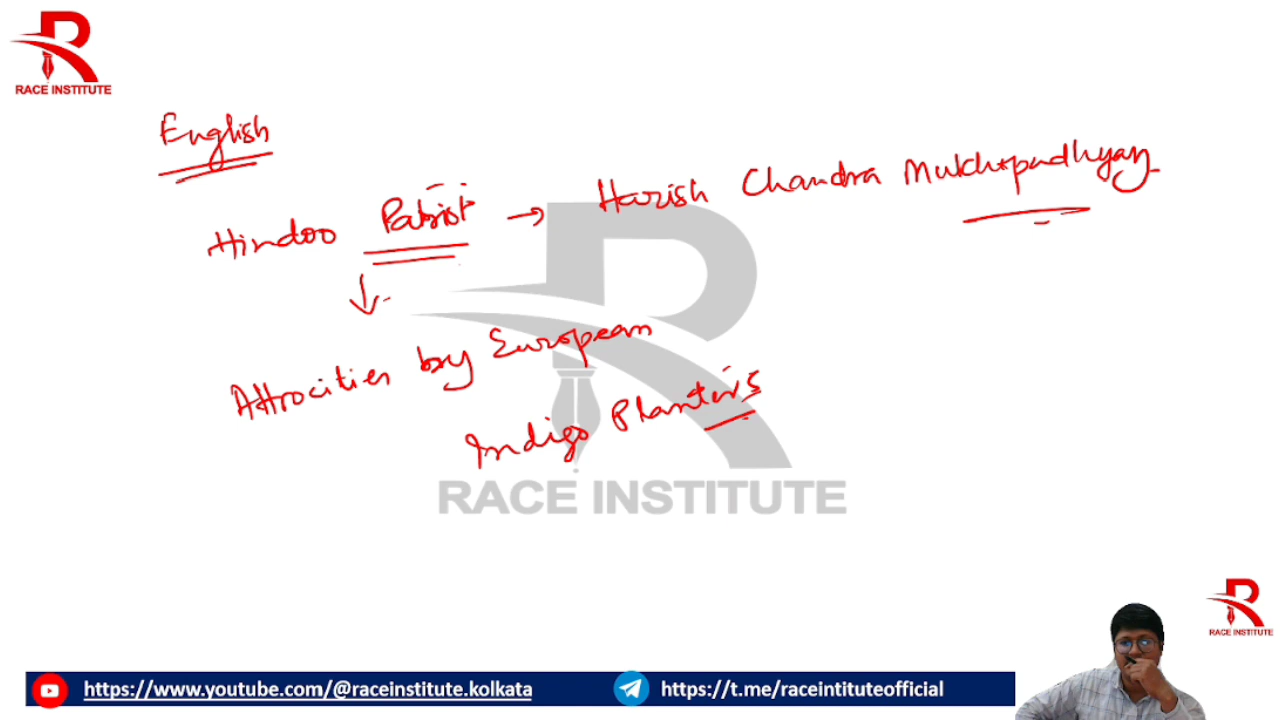 RACE INSTITUTE
English
Hindoo Patriot → Harish Chandra Mukhopadhyay
↓
Attrocities by European
Indigo Planters
RACE INSTITUTE
RACE INSTITUTE
https://www.youtube.com/@raceinstitute.kolkata
https://t.me/raceintituteofficial